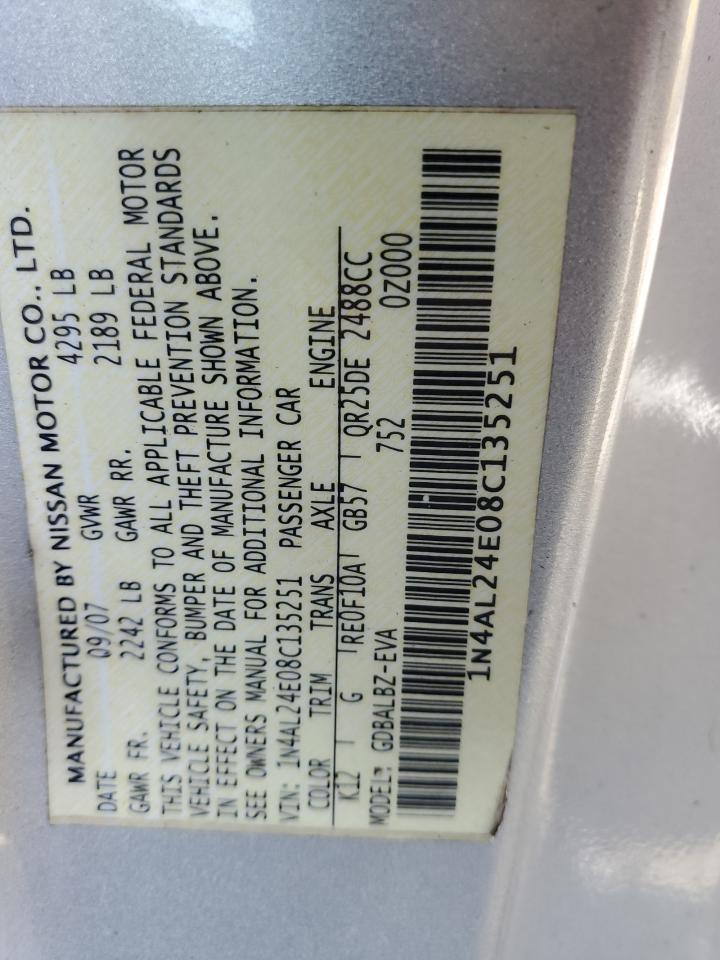 MANUFACTURED BY NISSAN MOTOR CO., LTD.
DATE 09/07 GVWR 4295 LB
GAWR FR. 2242 LB GAWR RR. 2189 LB
THIS VEHICLE CONFORMS TO ALL APPLICABLE FEDERAL MOTOR
VEHICLE SAFETY, BUMPER AND THEFT PREVENTION STANDARDS
IN EFFECT ON THE DATE OF MANUFACTURE SHOWN ABOVE.
SEE OWNERS MANUAL FOR ADDITIONAL INFORMATION.
VIN: 1N4AL24E08C135251 PASSENGER CAR
COLOR TRIM TRANS AXLE ENGINE
K12 G RE0F10A GB57 QR25DE 2488CC
MODEL: GDBALBZ-EVA 752 0Z000
1N4AL24E08C135251